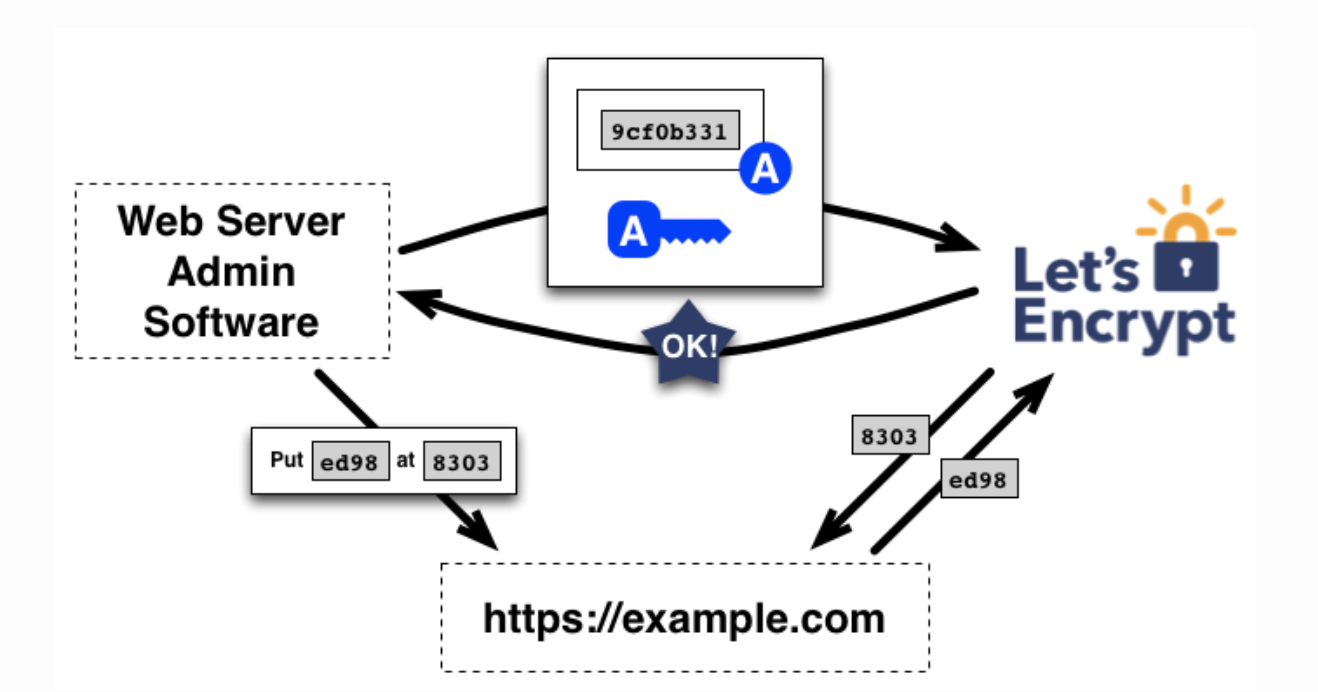 9cf0b331
A
A
Web Server
Admin
Software
Let's
Encrypt
OK!
Put ed98 at 8303
8303
ed98
https://example.com